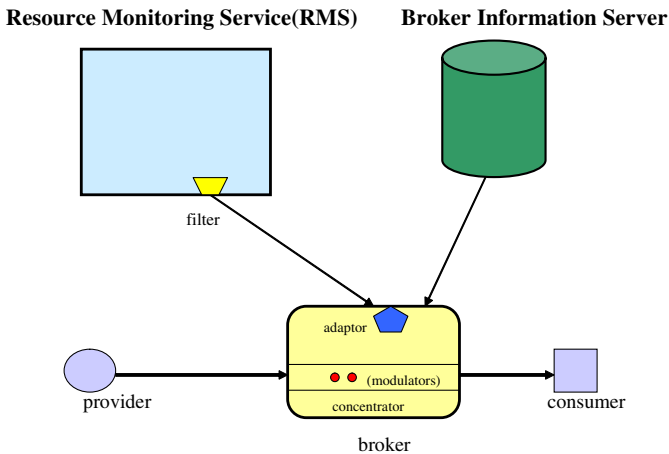 Resource Monitoring Service(RMS)
Broker Information Server
filter
adaptor
(modulators)
provider
concentrator
consumer
broker